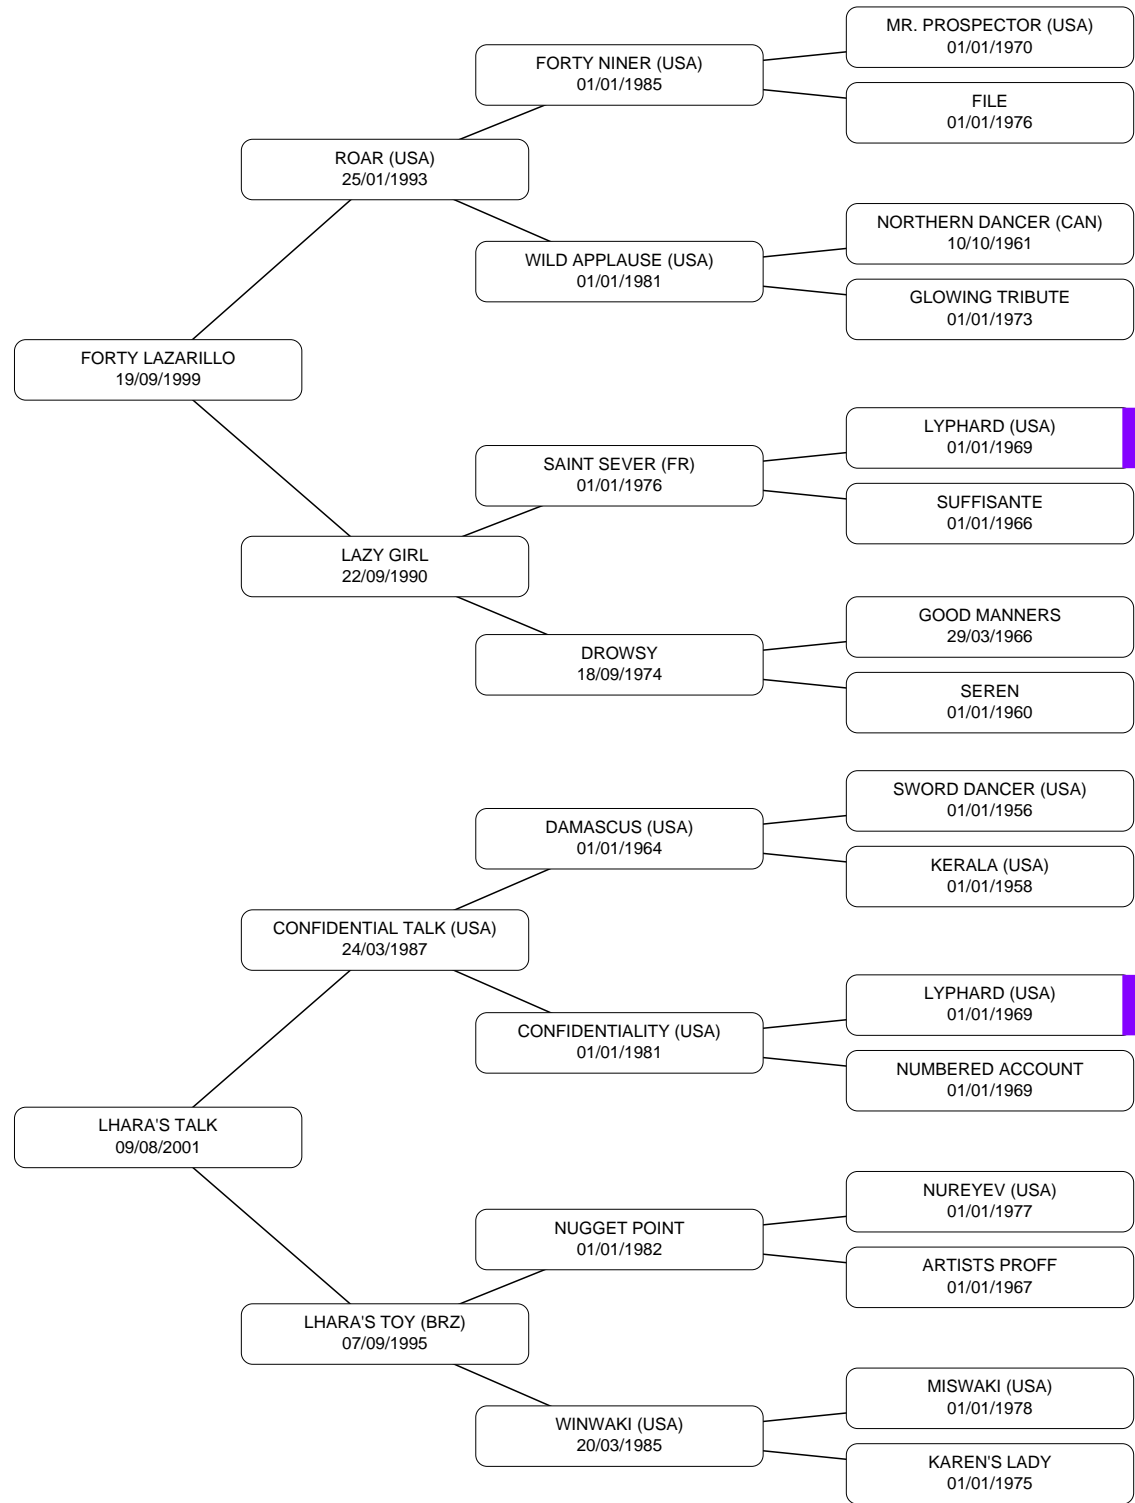 MR. PROSPECTOR (USA)
01/01/1970
FORTY NINER (USA)
01/01/1985
FILE
01/01/1976
ROAR (USA)
25/01/1993
NORTHERN DANCER (CAN)
10/10/1961
WILD APPLAUSE (USA)
01/01/1981
GLOWING TRIBUTE
01/01/1973
FORTY LAZARILLO
19/09/1999
LYPHARD (USA)
01/01/1969
SAINT SEVER (FR)
01/01/1976
SUFFISANTE
01/01/1966
LAZY GIRL
22/09/1990
GOOD MANNERS
29/03/1966
DROWSY
18/09/1974
SEREN
01/01/1960
SWORD DANCER (USA)
01/01/1956
DAMASCUS (USA)
01/01/1964
KERALA (USA)
01/01/1958
CONFIDENTIAL TALK (USA)
24/03/1987
LYPHARD (USA)
01/01/1969
CONFIDENTIALITY (USA)
01/01/1981
NUMBERED ACCOUNT
01/01/1969
LHARA'S TALK
09/08/2001
NUREYEV (USA)
01/01/1977
NUGGET POINT
01/01/1982
ARTISTS PROFF
01/01/1967
LHARA'S TOY (BRZ)
07/09/1995
MISWAKI (USA)
01/01/1978
WINWAKI (USA)
20/03/1985
KAREN'S LADY
01/01/1975